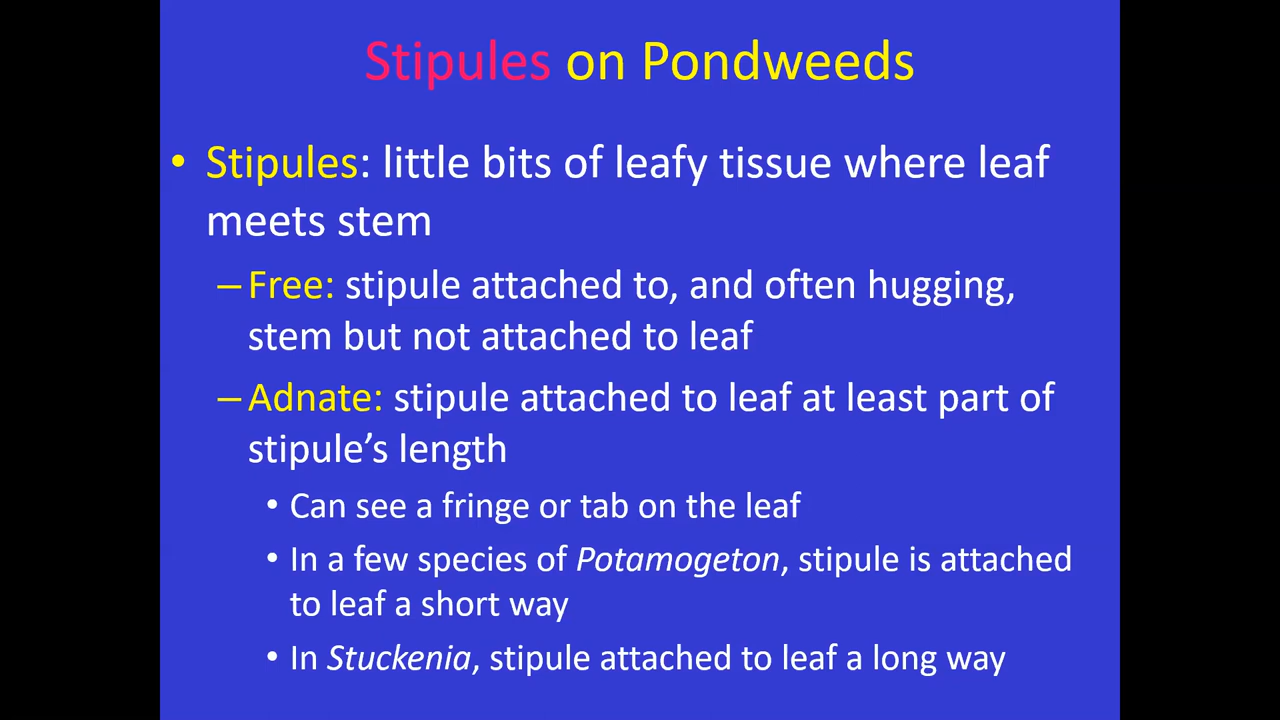 Stipules on Pondweeds
• Stipules: little bits of leafy tissue where leaf
meets stem
– Free: stipule attached to, and often hugging,
stem but not attached to leaf
– Adnate: stipule attached to leaf at least part of
stipule’s length
• Can see a fringe or tab on the leaf
• In a few species of Potamogeton, stipule is attached
to leaf a short way
• In Stuckenia, stipule attached to leaf a long way